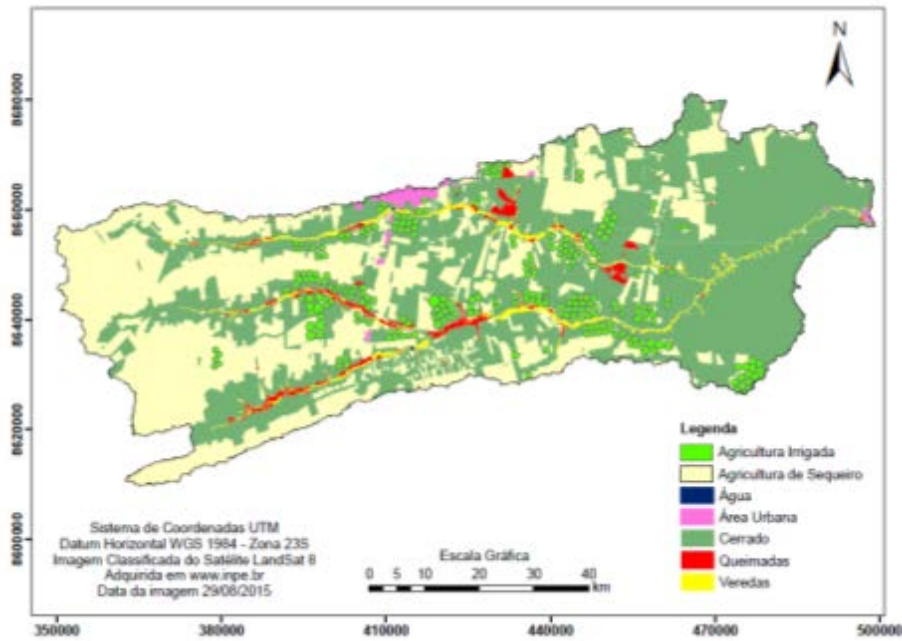 N
8680000
8660000
8640000
8620000
8600000
Legenda
Agricultura Irrigada
Agricultura de Sequeiro
Água
Área Urbana
Cerrado
Queimadas
Veredas
Sistema de Coordenadas UTM
Datum Horizontal WGS 1984 - Zona 23S
Imagem Classificada do Satélite LandSat 8
Adquirida em www.inpe.br
Data da imagem 29/08/2015
Escala Gráfica
0 5 10 20 30 40
km
350000 380000 410000 440000 470000 500000